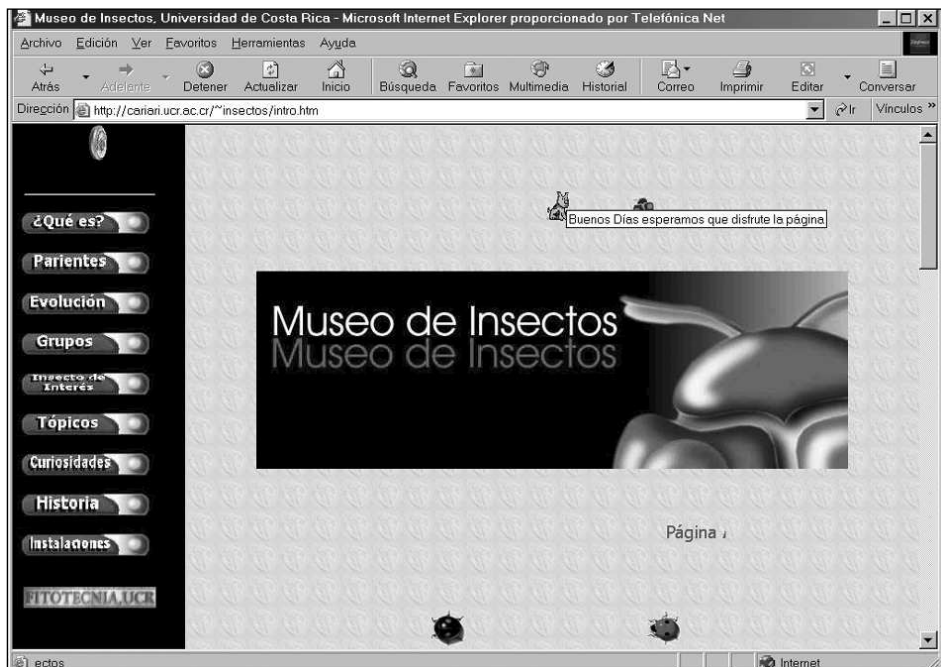 Museo de Insectos, Universidad de Costa Rica - Microsoft Internet Explorer proporcionado por Telefónica Net
Archivo Edición Ver Favoritos Herramientas Ayuda
Atrás Adelante Detener Actualizar Inicio Búsqueda Favoritos Multimedia Historial Correo Imprimir Editar Conversar
Dirección http://cariari.ucr.ac.cr/~insectos/intro.htm Ir Vínculos »
Buenos Días esperamos que disfrute la página
¿Qué es?
Parientes
Evolución
Grupos
Insecto de
Interés
Tópicos
Curiosidades
Historia
Instalaciones
FITOTECNIA.UCR
Museo de Insectos
Museo de Insectos
Página
ectos Internet